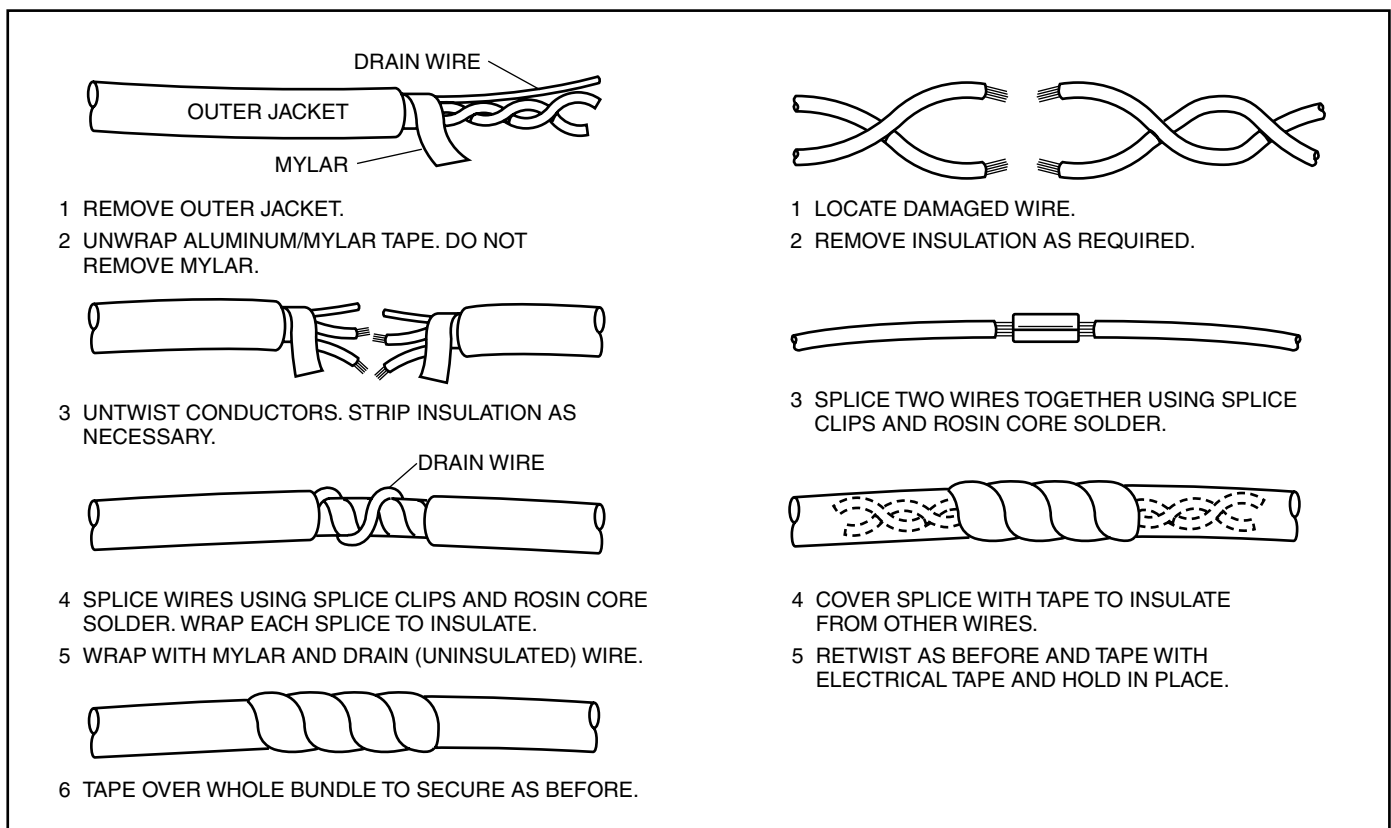 DRAIN WIRE
OUTER JACKET
MYLAR
1 REMOVE OUTER JACKET.
2 UNWRAP ALUMINUM/MYLAR TAPE. DO NOT
REMOVE MYLAR.
3 UNTWIST CONDUCTORS. STRIP INSULATION AS
NECESSARY.
DRAIN WIRE
4 SPLICE WIRES USING SPLICE CLIPS AND ROSIN CORE
SOLDER. WRAP EACH SPLICE TO INSULATE.
5 WRAP WITH MYLAR AND DRAIN (UNINSULATED) WIRE.
6 TAPE OVER WHOLE BUNDLE TO SECURE AS BEFORE.
1 LOCATE DAMAGED WIRE.
2 REMOVE INSULATION AS REQUIRED.
3 SPLICE TWO WIRES TOGETHER USING SPLICE
CLIPS AND ROSIN CORE SOLDER.
4 COVER SPLICE WITH TAPE TO INSULATE
FROM OTHER WIRES.
5 RETWIST AS BEFORE AND TAPE WITH
ELECTRICAL TAPE AND HOLD IN PLACE.